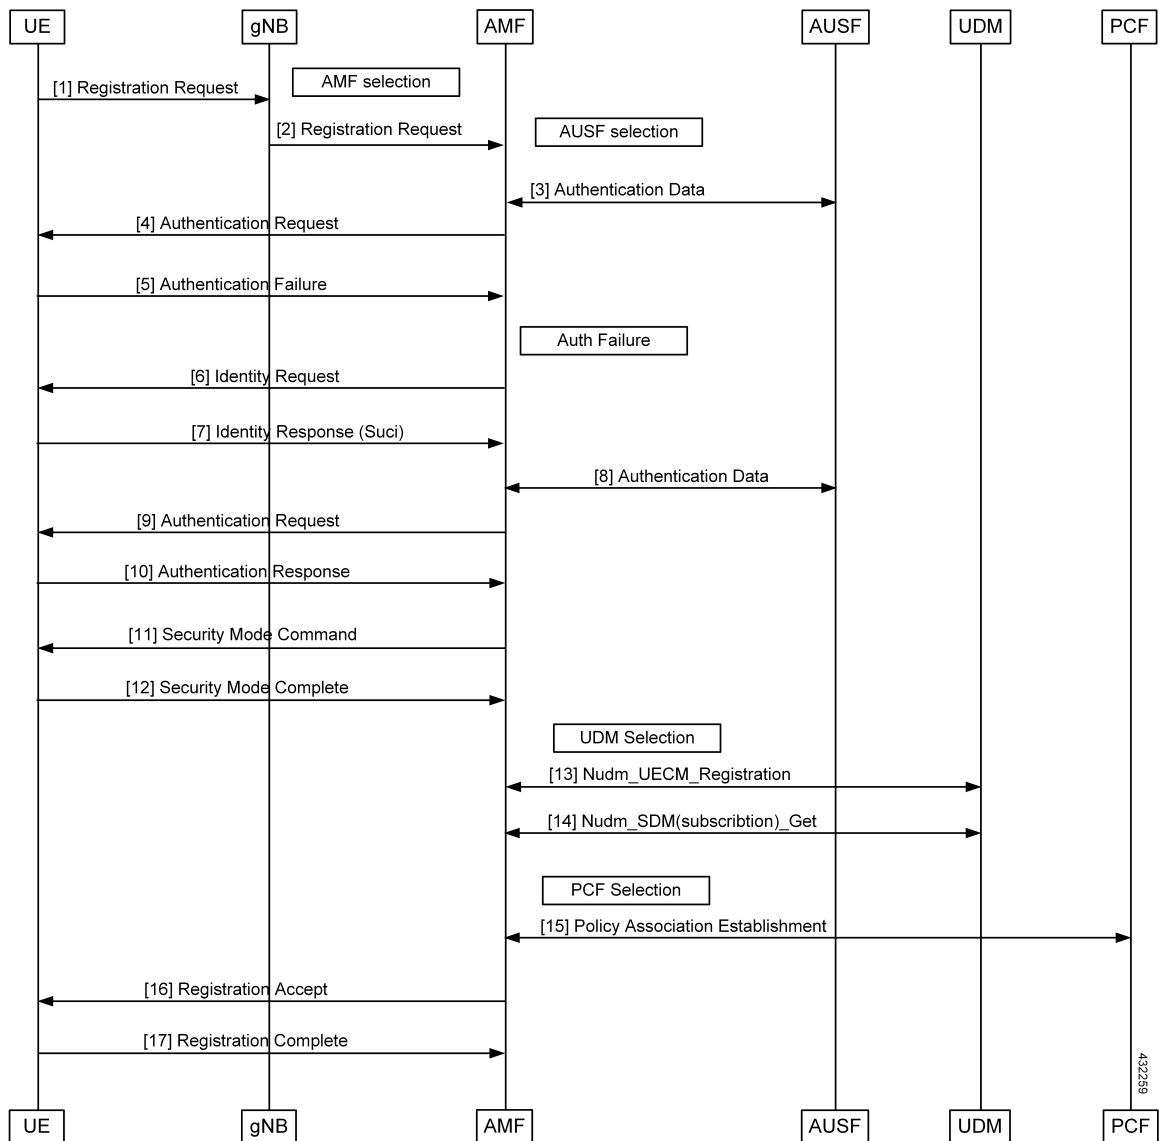 UE
gNB
AMF
AUSF
UDM
PCF
[1] Registration Request
AMF selection
[2] Registration Request
AUSF selection
[3] Authentication Data
[4] Authentication Request
[5] Authentication Failure
Auth Failure
[6] Identity Request
[7] Identity Response (Suci)
[8] Authentication Data
[9] Authentication Request
[10] Authentication Response
[11] Security Mode Command
[12] Security Mode Complete
UDM Selection
[13] Nudm_UECM_Registration
[14] Nudm_SDM(subscribtion)_Get
PCF Selection
[15] Policy Association Establishment
[16] Registration Accept
[17] Registration Complete
432259
UE
gNB
AMF
AUSF
UDM
PCF